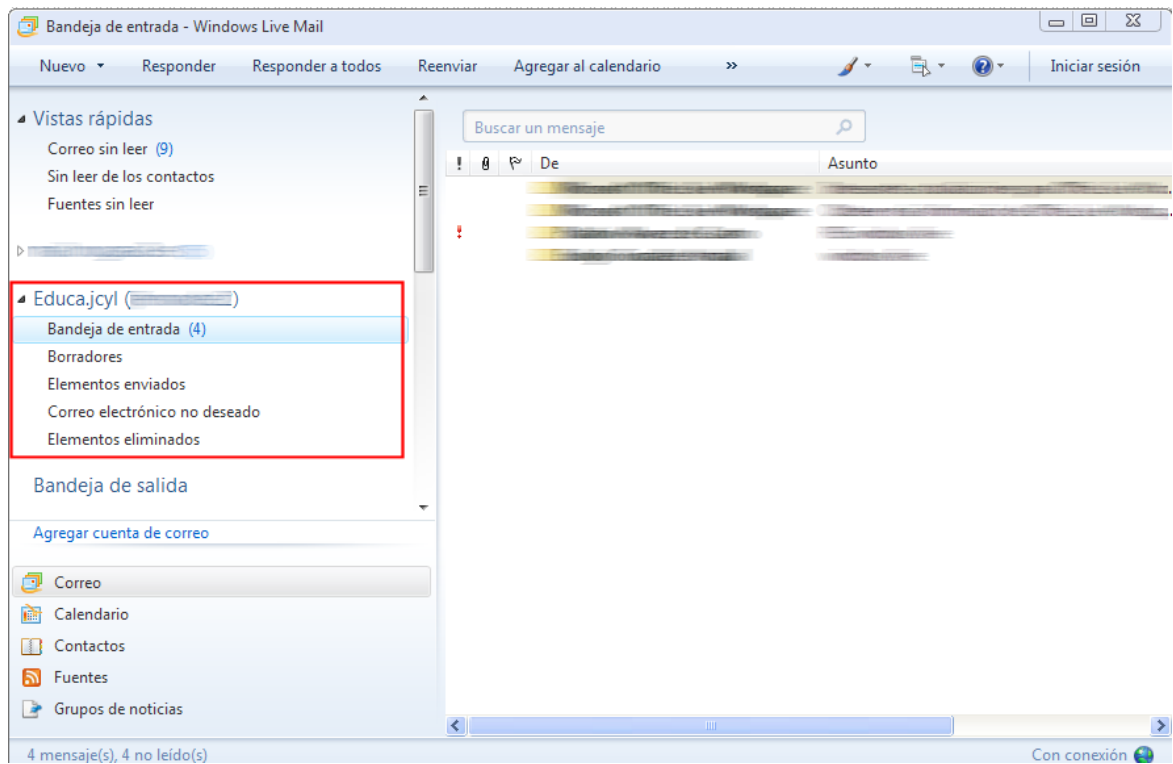 Bandeja de entrada - Windows Live Mail
Nuevo Responder Responder a todos Reenviar Agregar al calendario » Iniciar sesión
Vistas rápidas
Correo sin leer (9)
Sin leer de los contactos
Fuentes sin leer
Educa.jcyl ( )
Bandeja de entrada (4)
Borradores
Elementos enviados
Correo electrónico no deseado
Elementos eliminados
Bandeja de salida
Agregar cuenta de correo
Correo
Calendario
Contactos
Fuentes
Grupos de noticias
Buscar un mensaje
! De Asunto
4 mensaje(s), 4 no leído(s)
Con conexión